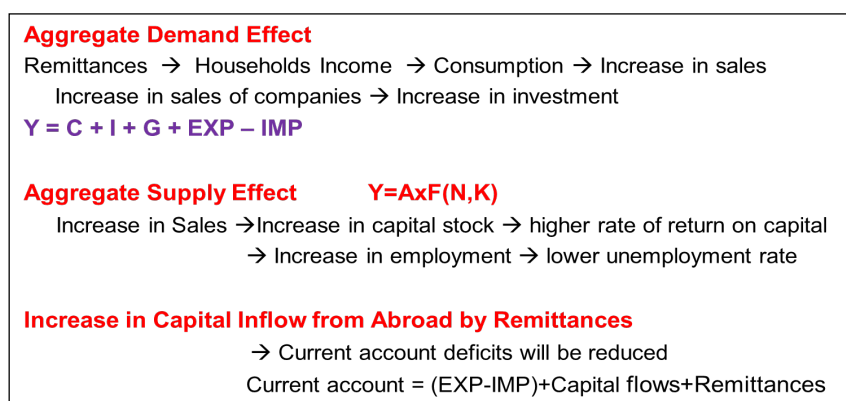 Aggregate Demand Effect
Remittances → Households Income → Consumption → Increase in sales
Increase in sales of companies → Increase in investment
Y = C + I + G + EXP – IMP
Aggregate Supply Effect Y=AxF(N,K)
Increase in Sales →Increase in capital stock → higher rate of return on capital
→ Increase in employment → lower unemployment rate
Increase in Capital Inflow from Abroad by Remittances
→ Current account deficits will be reduced
Current account = (EXP-IMP)+Capital flows+Remittances